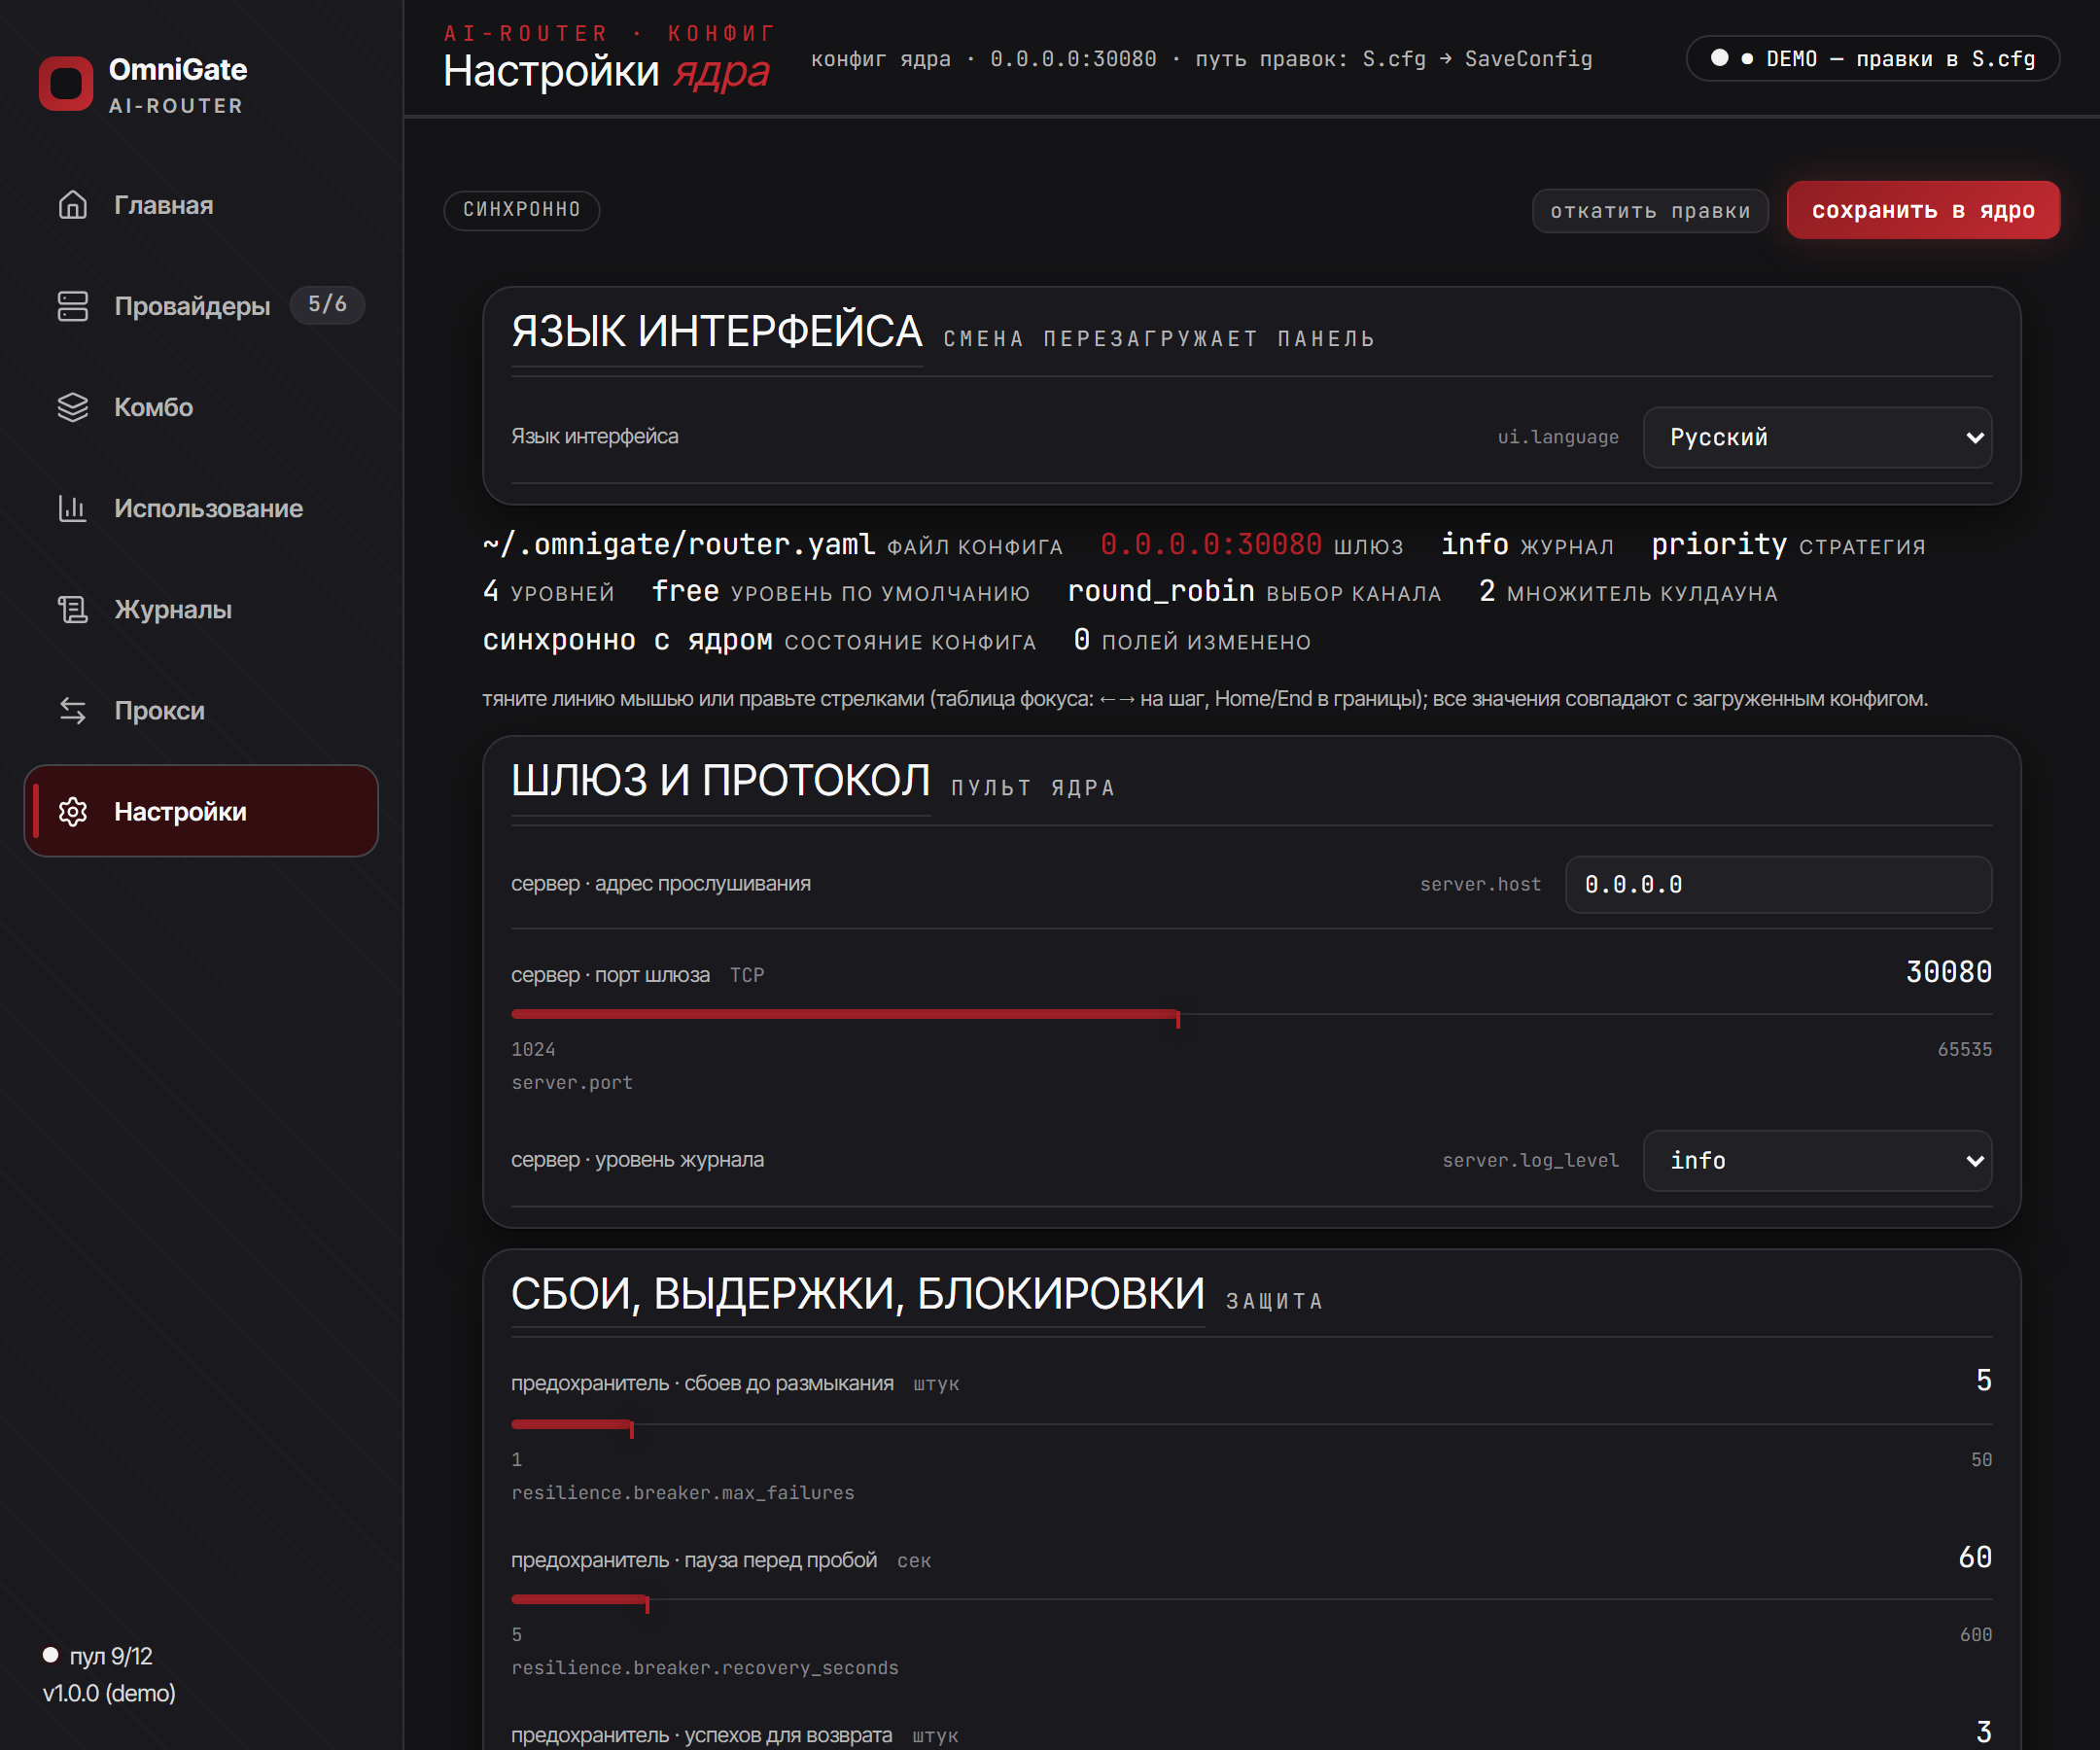 OmniGate
AI-ROUTER
Главная
Провайдеры 5/6
Комбо
Использование
Журналы
Прокси
Настройки
пул 9/12
v1.0.0 (demo)
AI-ROUTER · КОНФИГ
Настройки ядра
конфиг ядра · 0.0.0.0:30080 · путь правок: S.cfg → SaveConfig
● DEMO — правки в S.cfg
СИНХРОННО
откатить правки
сохранить в ядро
ЯЗЫК ИНТЕРФЕЙСА СМЕНА ПЕРЕЗАГРУЖАЕТ ПАНЕЛЬ
Язык интерфейса ui.language Русский
~/.omnigate/router.yaml ФАЙЛ КОНФИГА 0.0.0.0:30080 ШЛЮЗ info ЖУРНАЛ priority СТРАТЕГИЯ
4 УРОВНЕЙ free УРОВЕНЬ ПО УМОЛЧАНИЮ round_robin ВЫБОР КАНАЛА 2 МНОЖИТЕЛЬ КУЛДАУНА
синхронно с ядром СОСТОЯНИЕ КОНФИГА 0 ПОЛЕЙ ИЗМЕНЕНО
тяните линию мышью или правьте стрелками (таблица фокуса: ←→ на шаг, Home/End в границы); все значения совпадают с загруженным конфигом.
ШЛЮЗ И ПРОТОКОЛ ПУЛЬТ ЯДРА
сервер · адрес прослушивания server.host 0.0.0.0
сервер · порт шлюза TCP 30080
1024 65535
server.port
сервер · уровень журнала server.log_level info
СБОИ, ВЫДЕРЖКИ, БЛОКИРОВКИ ЗАЩИТА
предохранитель · сбоев до размыкания штук 5
1 50
resilience.breaker.max_failures
предохранитель · пауза перед пробой сек 60
5 600
resilience.breaker.recovery_seconds
предохранитель · успехов для возврата штук 3